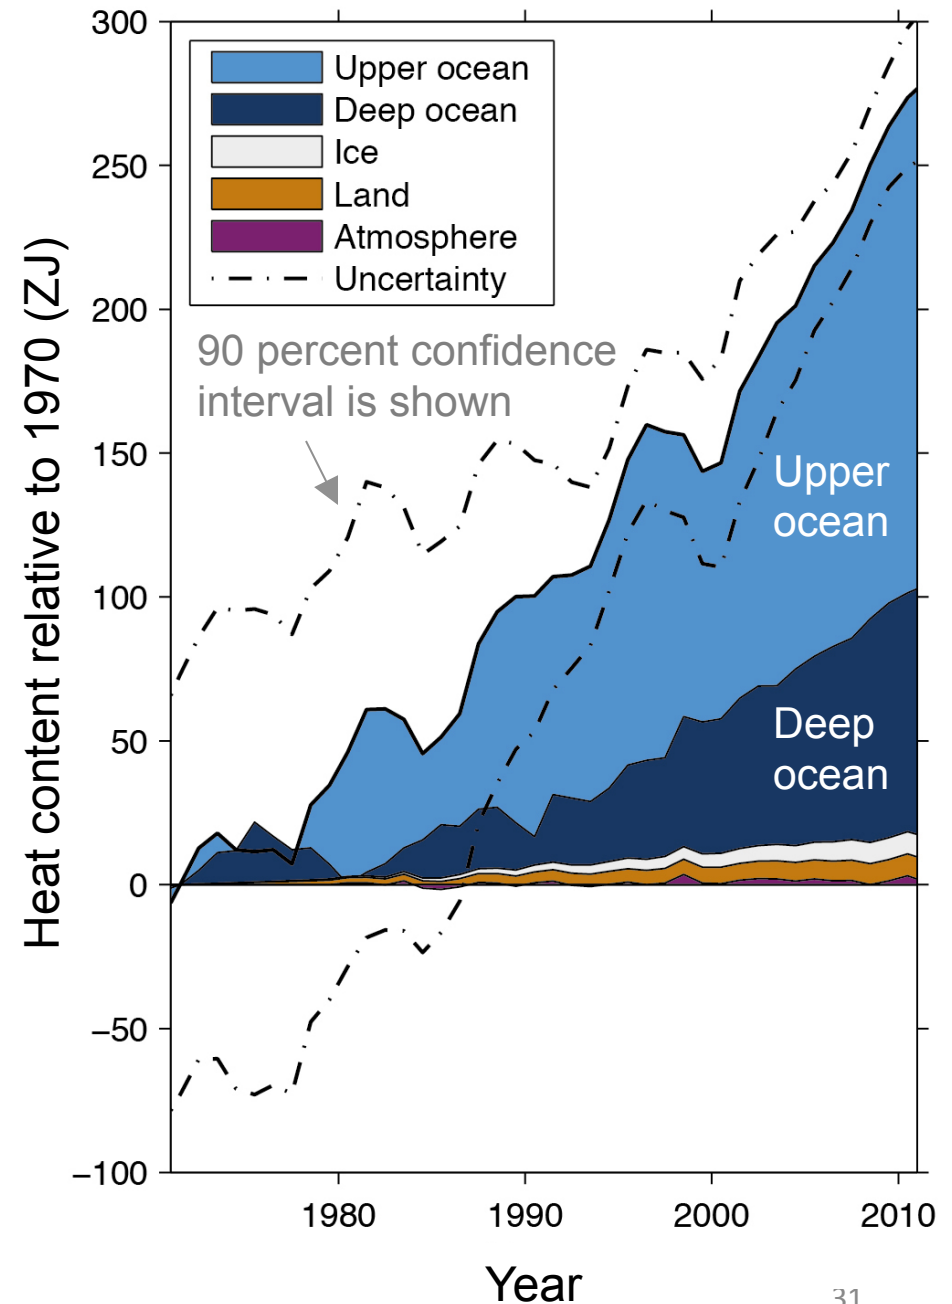 Heat content relative to 1970 (ZJ)
300
250
200
150
100
50
0
−50
−100
Upper ocean
Deep ocean
Ice
Land
Atmosphere
Uncertainty
90 percent confidence
interval is shown
Upper
ocean
Deep
ocean
1980
1990
2000
2010
Year
31